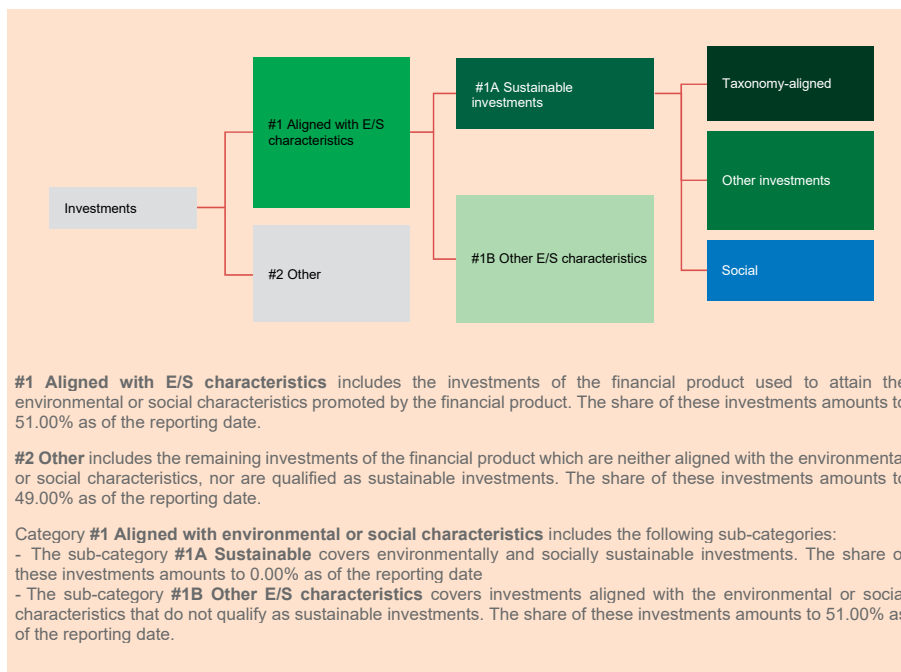 #1A Sustainable
investments
Taxonomy-aligned
#1 Aligned with E/S
characteristics
Other investments
Investments
#1B Other E/S characteristics
#2 Other
Social
#1 Aligned with E/S characteristics includes the investments of the financial product used to attain the
environmental or social characteristics promoted by the financial product. The share of these investments amounts to
51.00% as of the reporting date.
#2 Other includes the remaining investments of the financial product which are neither aligned with the environmenta
or social characteristics, nor are qualified as sustainable investments. The share of these investments amounts to
49.00% as of the reporting date.
Category #1 Aligned with environmental or social characteristics includes the following sub-categories:
- The sub-category #1A Sustainable covers environmentally and socially sustainable investments. The share o
these investments amounts to 0.00% as of the reporting date
- The sub-category #1B Other E/S characteristics covers investments aligned with the environmental or socia
characteristics that do not qualify as sustainable investments. The share of these investments amounts to 51.00% as
of the reporting date.